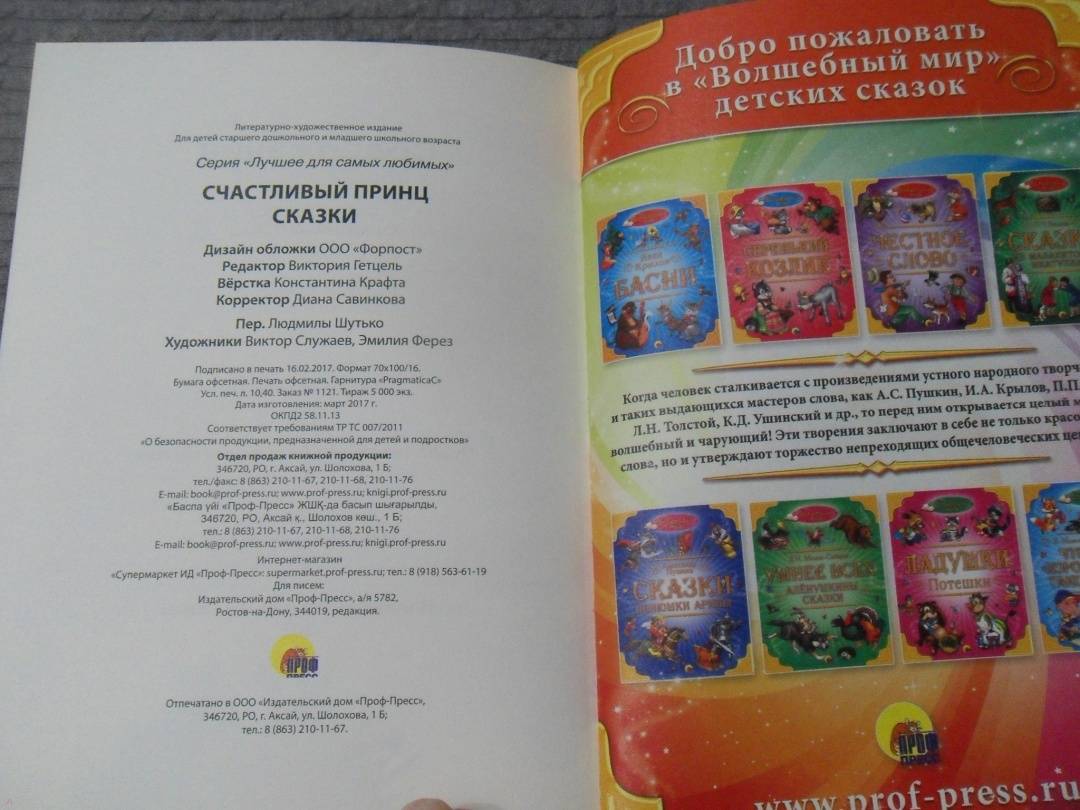 Литературно-художественное издание
Для детей старшего дошкольного и младшего школьного возраста
Серия «Лучшее для самых любимых»
СЧАСТЛИВЫЙ ПРИНЦ
СКАЗКИ
Дизайн обложки ООО «Форпост»
Редактор Виктория Гетцель
Вёрстка Константина Крафта
Корректор Диана Савинкова
Пер. Людмилы Шутько
Художники Виктор Служаев, Эмилия Ферез
Подписано в печать 16.02.2017. Формат 70х100/16.
Бумага офсетная. Печать офсетная. Гарнитура «PragmaticaC».
Усл. печ. л. 10,40. Заказ № 1121. Тираж 5 000 экз.
Дата изготовления: март 2017 г.
ОКПД2 58.11.13
Соответствует требованиям ТР ТС 007/2011
«О безопасности продукции, предназначенной для детей и подростков»
Отдел продаж книжной продукции:
346720, РО, г. Аксай, ул. Шолохова, 1 Б;
тел./факс: 8 (863) 210-11-67, 210-11-68, 210-11-76
E-mail: book@prof-press.ru; www.prof-press.ru; knigi.prof-press.ru
«Баспа үйі «Проф-Пресс» ЖШҚ-да басып шығарылды,
346720, РО, Аксай қ., Шолохов көш., 1 Б;
тел.: 8 (863) 210-11-67, 210-11-68, 210-11-76
E-mail: book@prof-press.ru; www.prof-press.ru; knigi.prof-press.ru
Интернет-магазин
«Супермаркет ИД «Проф-Пресс»: supermarket.prof-press.ru; тел.: 8 (918) 563-61-19
Для писем:
Издательский дом «Проф-Пресс», а/я 5782,
Ростов-на-Дону, 344019, редакция.
ПРОФ
ПРЕСС
Отпечатано в ООО «Издательский дом «Проф-Пресс»,
346720, РО, г. Аксай, ул. Шолохова, 1 Б;
тел.: 8 (863) 210-11-67.
Добро пожаловать
в «Волшебный мир»
детских сказок
БАСНИ
СЕРЕНЬКИЙ
КОЗЛИК
ЧЕСТНОЕ
СЛОВО
Когда человек сталкивается с произведениями устного народного творч
и таких выдающихся мастеров слова, как А.С. Пушкин, И.А. Крылов, П.П.
Л.Н. Толстой, К.Д. Ушинский и др., то перед ним открывается целый м
волшебный и чарующий! Эти творения заключают в себе не только красо
слова, но и утверждают торжество непреходящих общечеловеческих цен
СКАЗКИ
УМНЕЕ ВСЕХ
АЛЁНУШКИНЫ
СКАЗКИ
ЛАДУШКИ
Потешки
ПРОФ
ПРЕСС
www.prof-press.ru